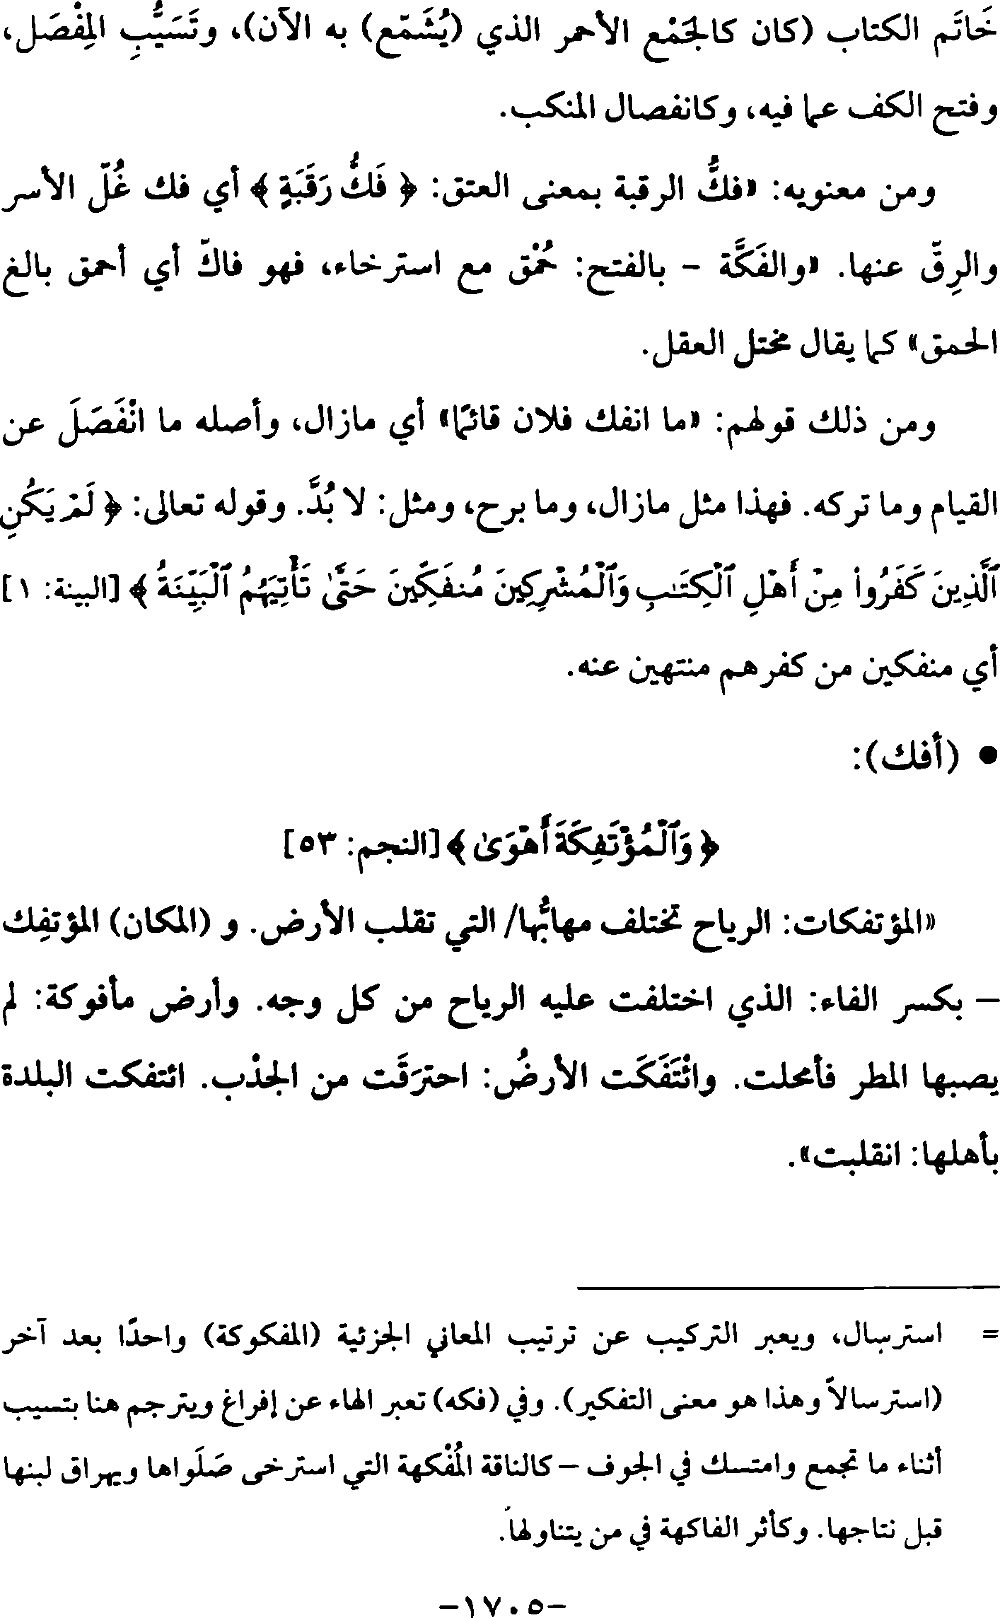 خَاتَم الكتاب (كان كالجَمْع الأحمر الذي (يُشَمّع) به الآن)، وتَسَيُّبِ المِفْصَل،
وفتح الكف عما فيه، وكانفصال المنكب.
ومن معنويه: «فكُّ الرقبة بمعنى العتق: ﴿ فَكُّ رَقَبَةٍ ﴾ أي فك غُلّ الأسر
والرِقّ عنها. «والفَكَّة – بالفتح: حُمْق مع استرخاء، فهو فاكّ أي أحمق بالغ
الحمق» كما يقال مختل العقل.
ومن ذلك قولهم: «ما انفك فلان قائمًا» أي مازال، وأصله ما انْفَصَلَ عن
القيام وما تركه. فهذا مثل مازال، وما برح، ومثل: لا بُدَّ. وقوله تعالى: ﴿ لَمْ يَكُنِ
ٱلَّذِينَ كَفَرُواْ مِنْ أَهْلِ ٱلْكِتَـٰبِ وَٱلْمُشْرِكِينَ مُنفَكِّينَ حَتَّىٰ تَأْتِيَهُمُ ٱلْبَيِّنَةُ ﴾ [البينة: ١]
أي منفكين من كفرهم منتهين عنه.
• (أفك):
﴿ وَٱلْمُؤْتَفِكَةَ أَهْوَىٰ ﴾ [النجم: ٥٣]
«المؤتفكات: الرياح تختلف مهابُّها/ التي تقلب الأرض. و (المكان) المؤتفِك
– بكسر الفاء: الذي اختلفت عليه الرياح من كل وجه. وأرض مأفوكة: لم
يصبها المطر فأمحلت. وائْتَفَكَت الأرضُ: احترَقَت من الجذْب. ائتفكت البلدة
بأهلها: انقلبت».
= استرسال، ويعبر التركيب عن ترتيب المعاني الجزئية (المفكوكة) واحدًا بعد آخر
(استرسالاً وهذا هو معنى التفكير). وفي (فكه) تعبر الهاء عن إفراغ ويترجم هنا بتسيب
أثناء ما تجمع وامتسك في الجوف – كالناقة المُفْكهة التي استرخى صَلَواها ويهراق لبنها
قبل نتاجها. وكأثر الفاكهة في من يتناولها.
-١٧٠٥-